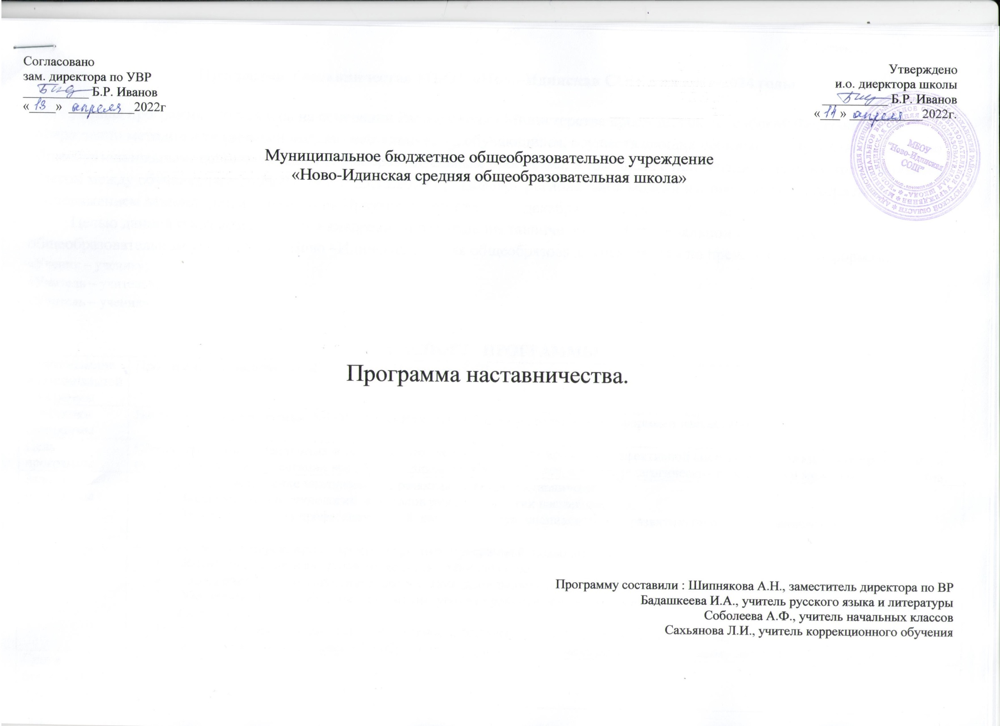 Согласовано
зам. директора по УВР
Б.Р. Иванов
«13» апреля 2022г
Утверждено
и.о. диерктора школы
Б.Р. Иванов
«14» апреля 2022г.
МБОУ
"Ново-Идинская
СОШ"
Муниципальное бюджетное общеобразовательное учреждение
«Ново-Идинская средняя общеобразовательная школа»
Программа наставничества.
Программу составили : Шипнякова А.Н., заместитель директора по ВР
Бадашкеева И.А., учитель русского языка и литературы
Соболеева А.Ф., учитель начальных классов
Сахьянова Л.И., учитель коррекционного обучения